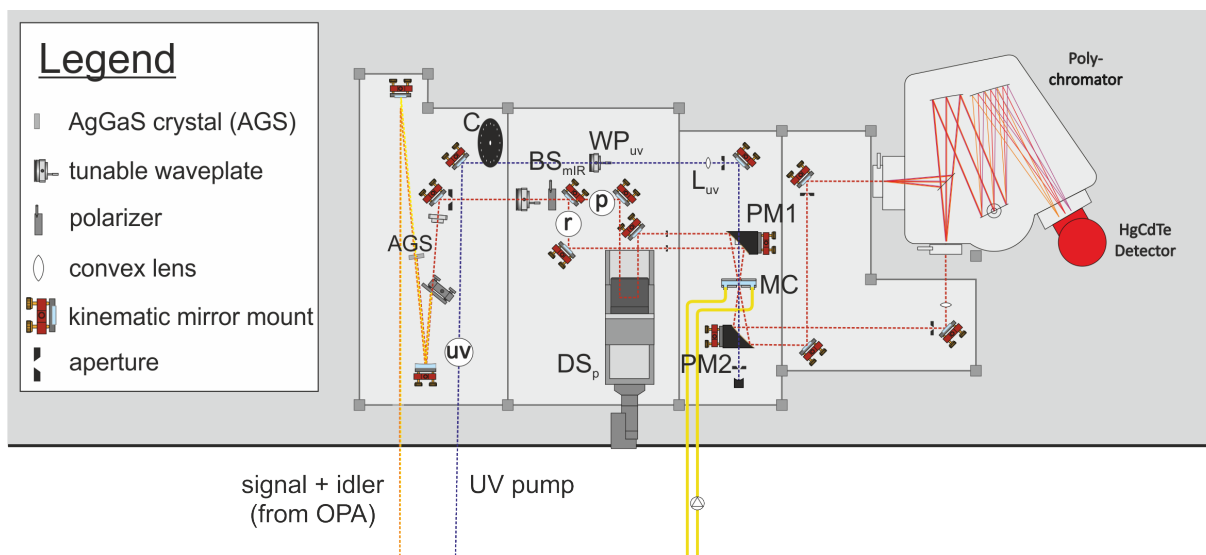 Legend
AgGaS crystal (AGS)
tunable waveplate
polarizer
convex lens
kinematic mirror mount
aperture
C
WPuv
BSmIR
Luv
p
r
PM1
AGS
MC
uv
DSp
PM2
Poly-
chromator
HgCdTe
Detector
signal + idler
(from OPA)
UV pump